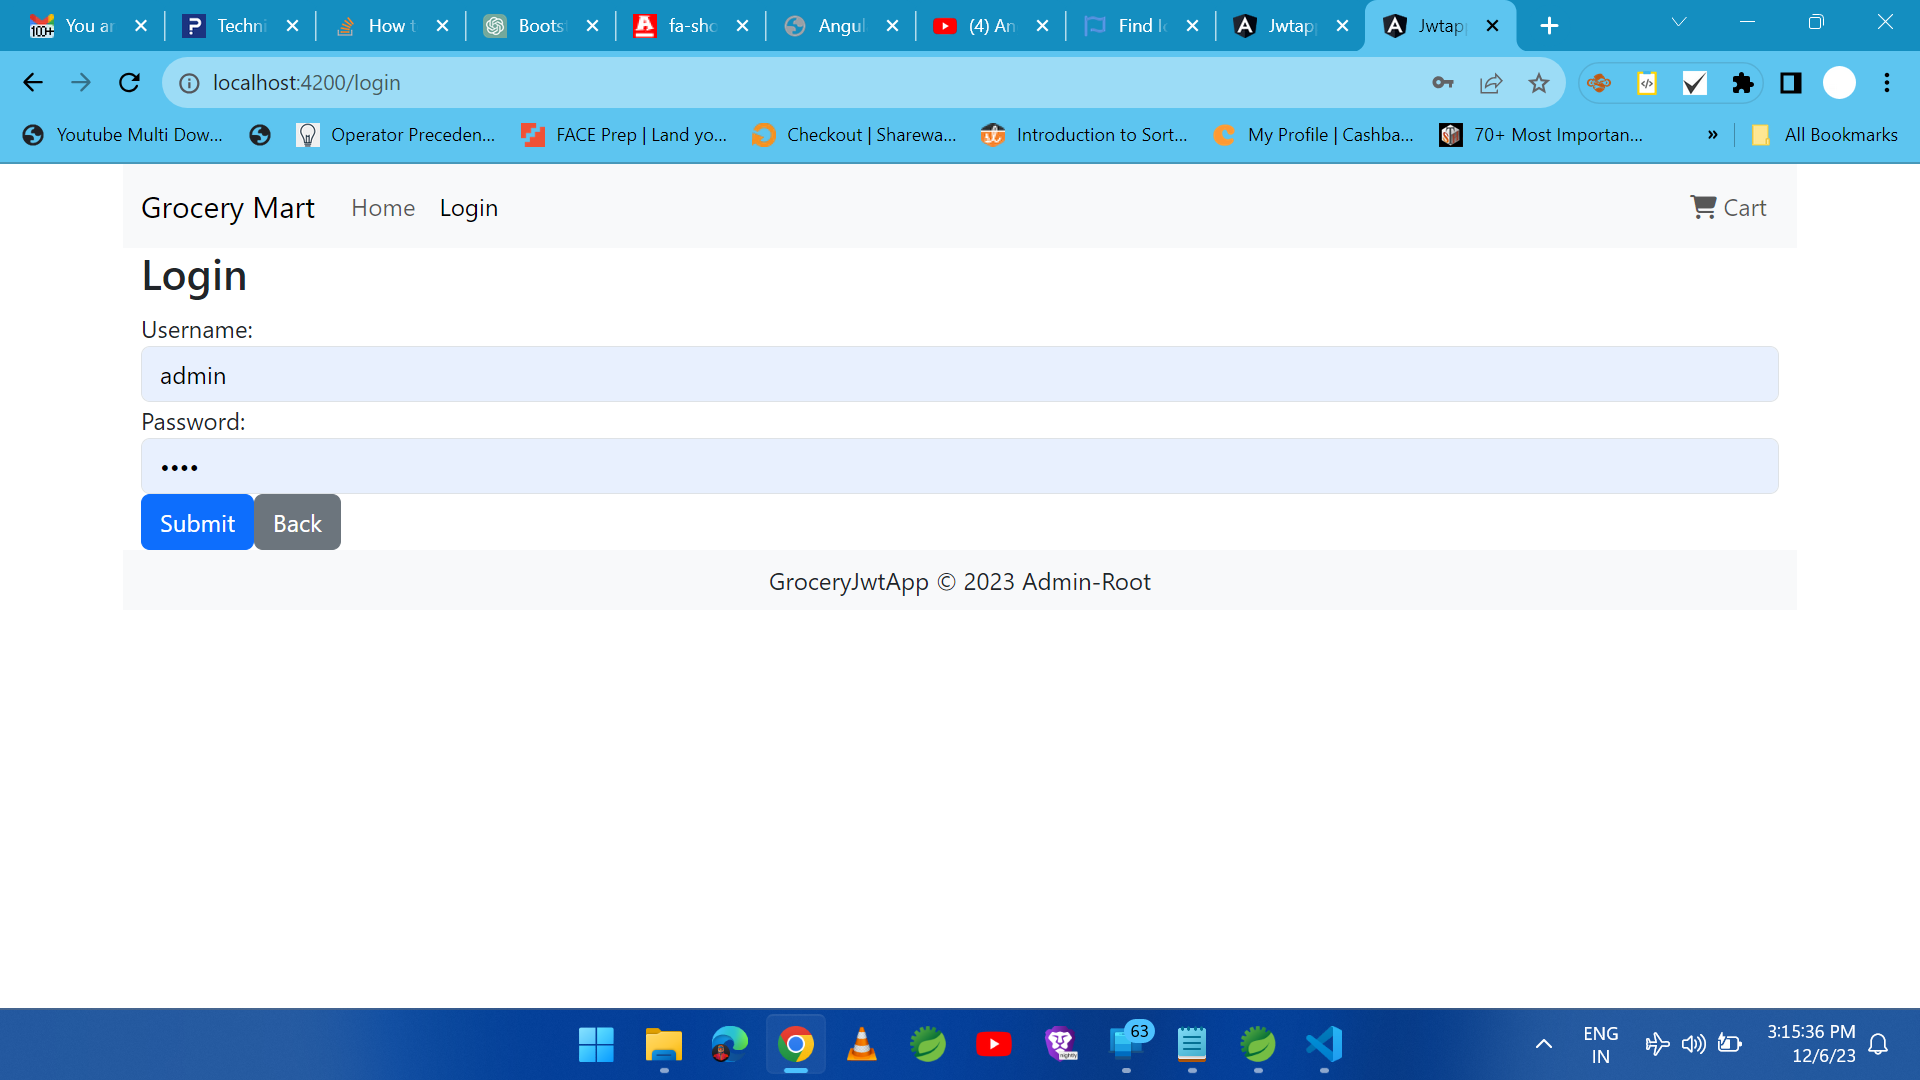 100+ You ar
Techni
How t
Boots
fa-sho
Angul
(4) An
Find
Jwtap
Jwtap
localhost:4200/login
Youtube Multi Dow...
Operator Preceden...
FACE Prep | Land yo...
Checkout | Sharewa...
Introduction to Sort...
My Profile | Cashba...
70+ Most Importan...
»
All Bookmarks
Grocery Mart
Home
Login
Cart
Login
Username:
admin
Password:
••••
Submit
Back
GroceryJwtApp © 2023 Admin-Root
nightly
63
ENG
IN
3:15:36 PM
12/6/23